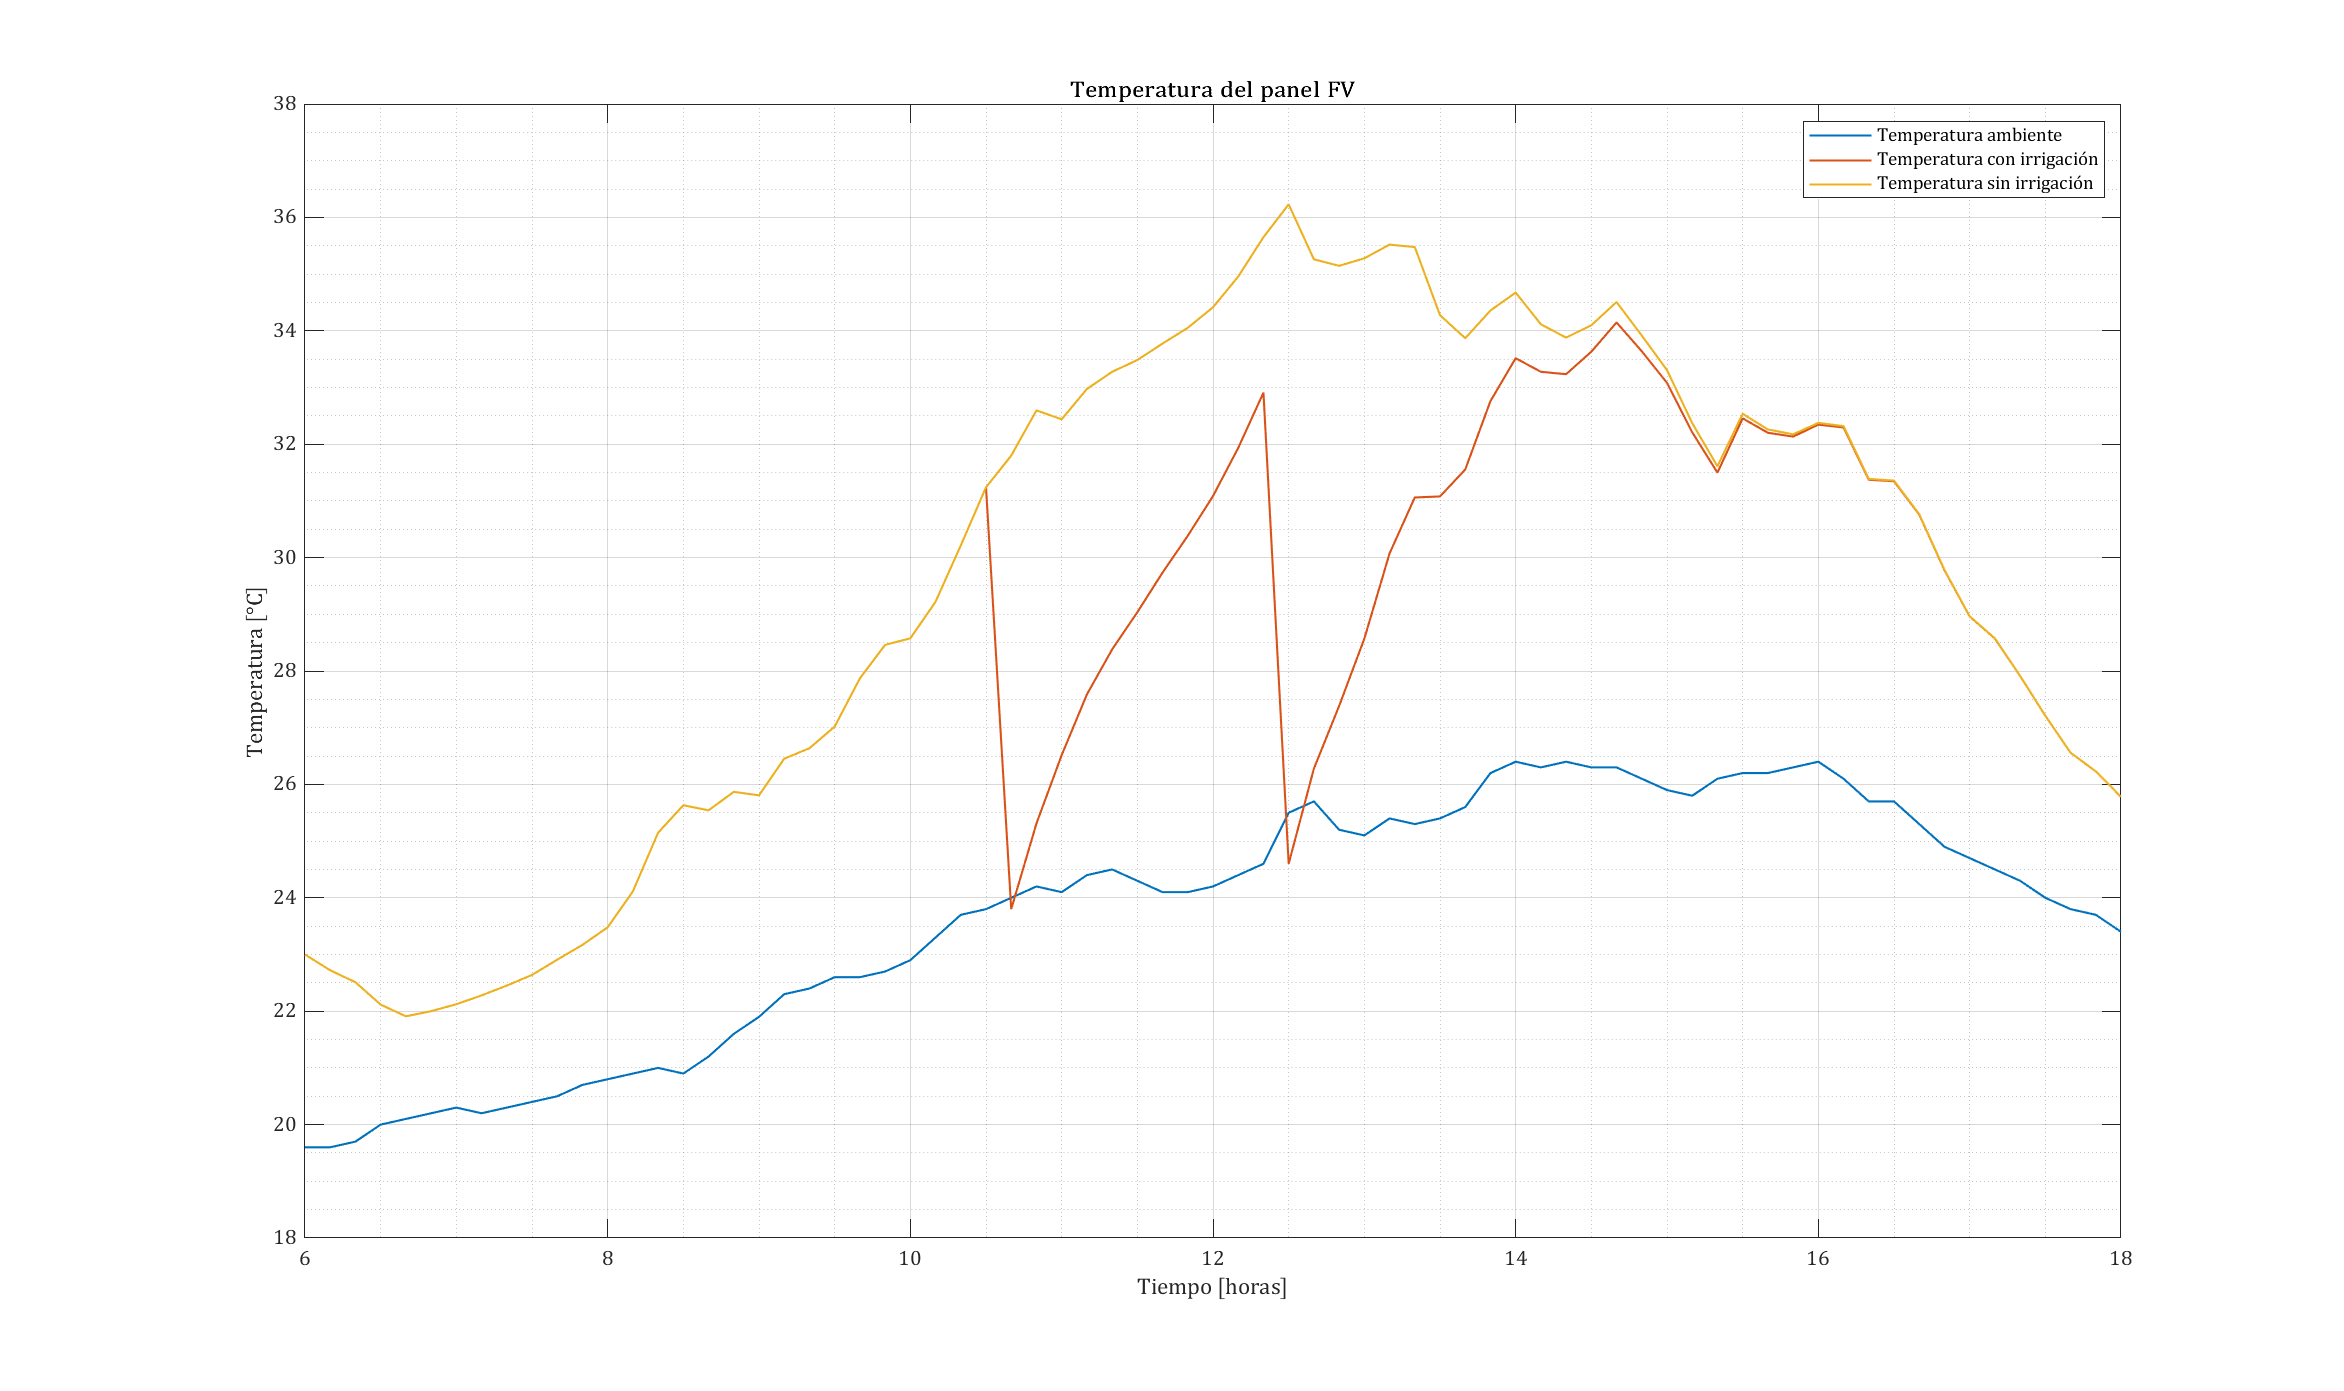 Temperatura del panel FV
38
36
34
32
30
28
26
24
22
20
18
Temperatura [°C]
Temperatura ambiente
Temperatura con irrigación
Temperatura sin irrigación
6 8 10 12 14 16 18
Tiempo [horas]